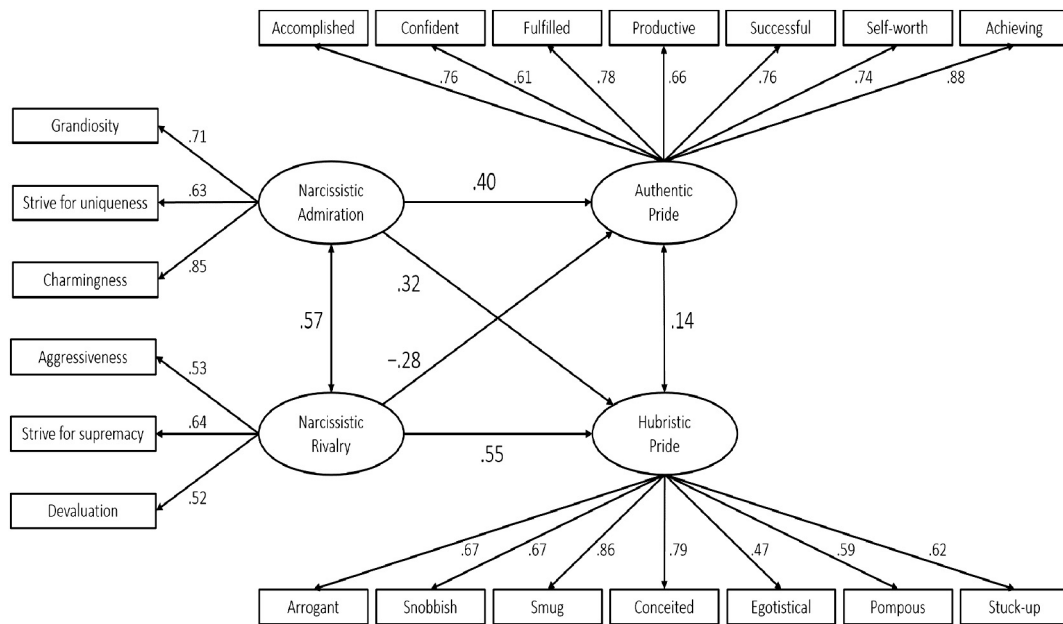 Accomplished Confident Fulfilled Productive Successful Self-worth Achieving
.76 .61 .78 .66 .76 .74 .88
Grandiosity
.71
Strive for uniqueness
.63
Charmingness
.85
Narcissistic
Admiration
.40
Authentic
Pride
.32
.57
.14
−.28
Aggressiveness
.53
Strive for supremacy
.64
Devaluation
.52
Narcissistic
Rivalry
.55
Hubristic
Pride
.67 .67 .86 .79 .47 .59 .62
Arrogant Snobbish Smug Conceited Egotistical Pompous Stuck-up